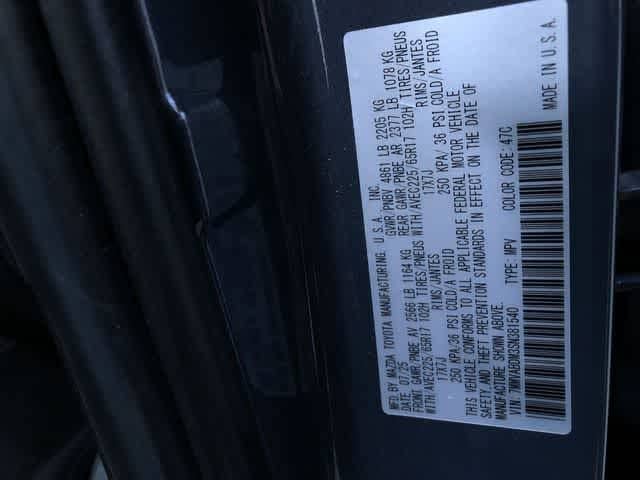 MFD.BY MAZDA TOYOTA MANUFACTURING, U.S.A., INC.
DATE 07/25 GVWR/PNBV 4861 LB 2205 KG
FRONT GAWR/PNBE AV 2566 LB 1164 KG REAR GAWR/PNBE AR 2377 LB 1078 KG
WITH/AVEC225/65R17 102H TIRES/PNEUS WITH/AVEC225/65R17 102H TIRES/PNEUS
17X7J RIMS/JANTES 17X7J RIMS/JANTES
250 KPA/36 PSI COLD/A FROID 250 KPA/ 36 PSI COLD/A FROID
THIS VEHICLE CONFORMS TO ALL APPLICABLE FEDERAL MOTOR VEHICLE
SAFETY AND THEFT PREVENTION STANDARDS IN EFFECT ON THE DATE OF
MANUFACTURE SHOWN ABOVE.
VIN: TYPE: MPV COLOR CODE: 47C MADE IN U.S.A.